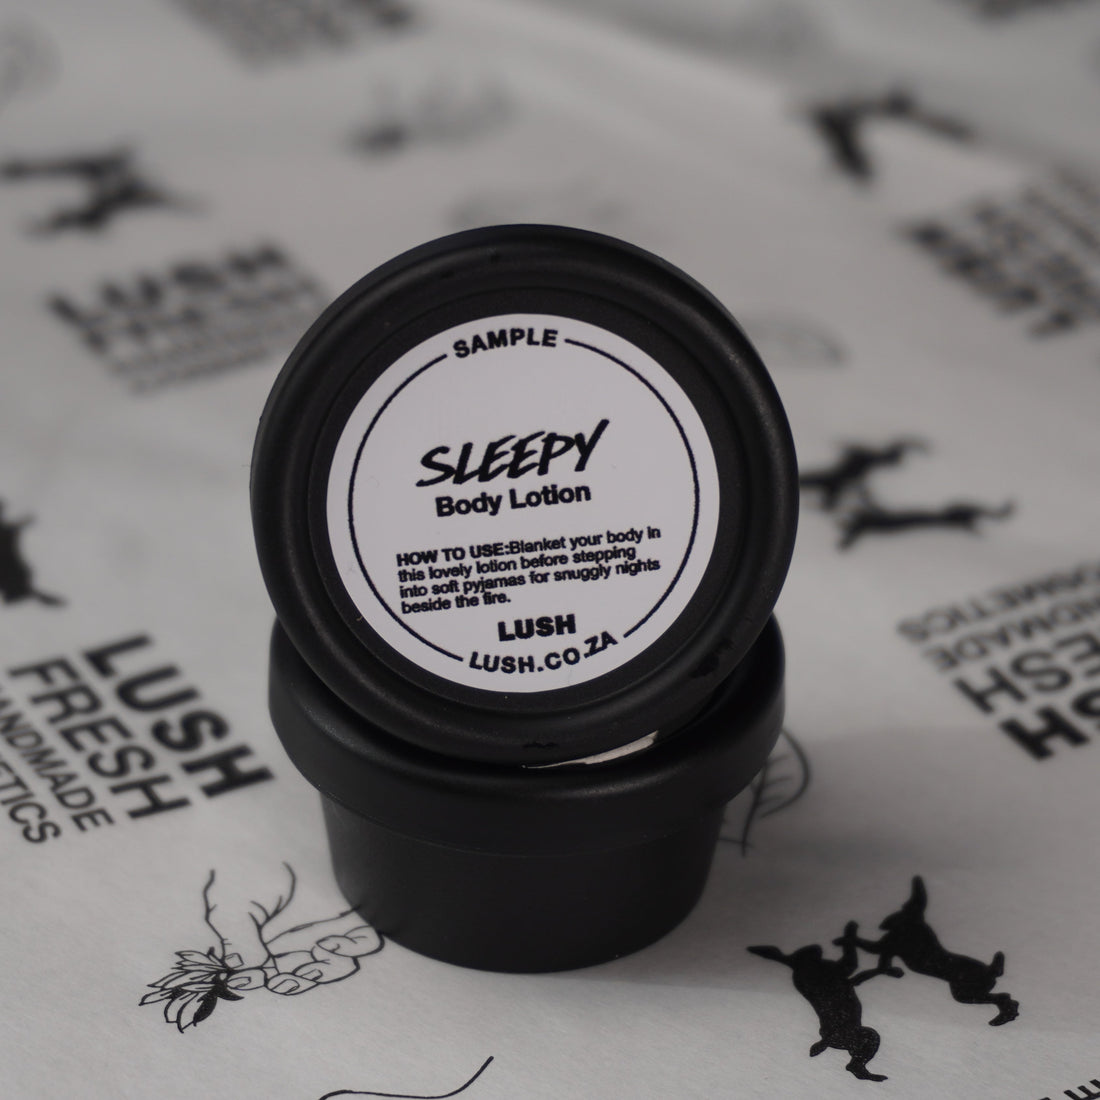 SAMPLE
SLEEPY
Body Lotion
HOW TO USE:Blanket your body in
this lovely lotion before stepping
into soft pyjamas for snuggly nights
beside the fire.
LUSH
LUSH.CO.ZA
LUSH
LUSH
FRESH
HANDMADE
COSMETICS